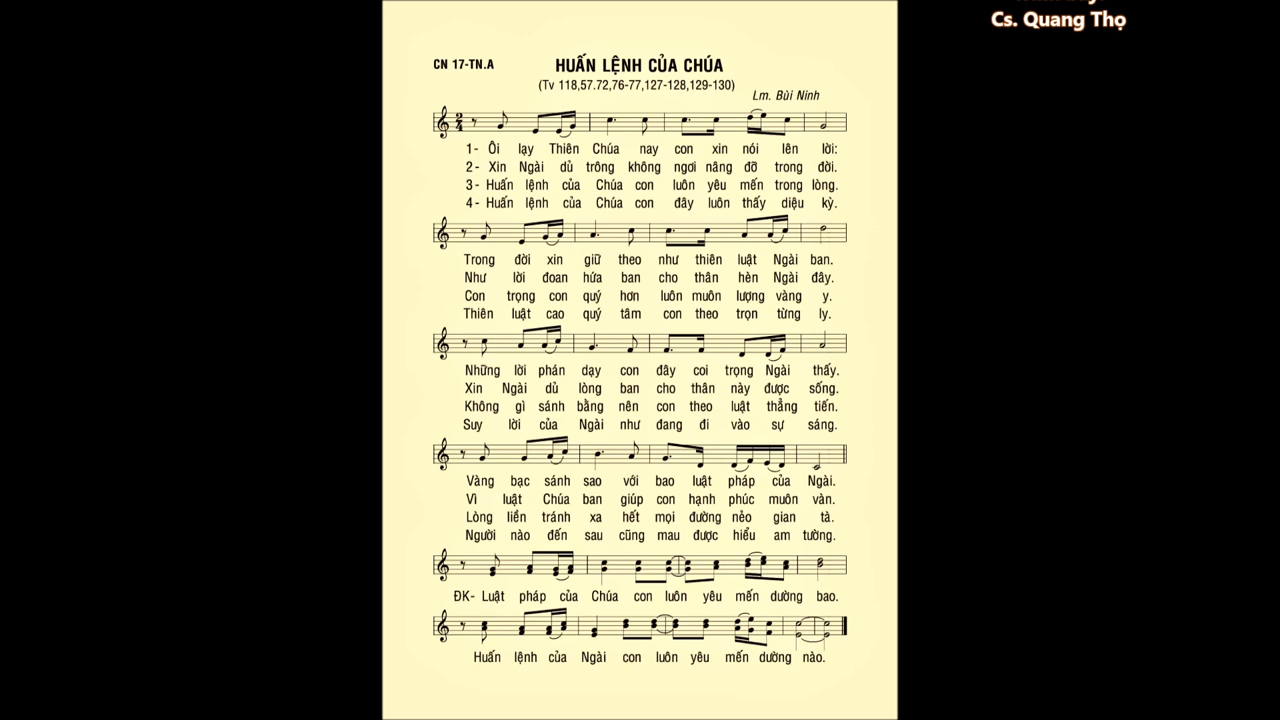 Cs. Quang Thọ
CN 17-TN.A
HUẤN LỆNH CỦA CHÚA
(Tv 118,57.72,76-77,127-128,129-130)
Lm. Bùi Ninh
1- Ôi lạy Thiên Chúa nay con xin nói lên lời:
2- Xin Ngài dủ trông không ngơi nâng đỡ trong đời.
3- Huấn lệnh của Chúa con luôn yêu mến trong lòng.
4- Huấn lệnh của Chúa con đây luôn thấy diệu kỳ.
Trong đời xin giữ theo như thiên luật Ngài ban.
Như lời đoan hứa ban cho thân hèn Ngài đây.
Con trọng con quý hơn luôn muôn lượng vàng y.
Thiên luật cao quý tâm con theo trọn từng ly.
Những lời phán dạy con đây coi trọng Ngài thấy.
Xin Ngài dủ lòng ban cho thân này được sống.
Không gì sánh bằng nên con theo luật thẳng tiến.
Suy lời của Ngài như đang đi vào sự sáng.
Vàng bạc sánh sao với bao luật pháp của Ngài.
Vì luật Chúa ban giúp con hạnh phúc muôn vàn.
Lòng liền tránh xa hết mọi đường nẻo gian tà.
Người nào đến sau cũng mau được hiểu am tường.
ĐK- Luật pháp của Chúa con luôn yêu mến dường bao.
Huấn lệnh của Ngài con luôn yêu mến dường nào.